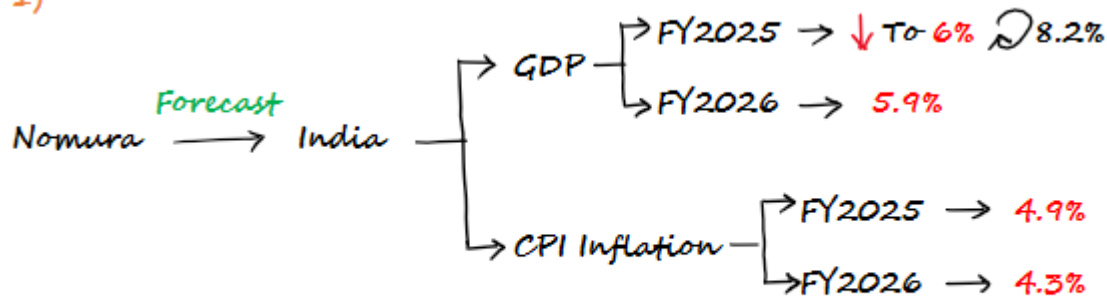 1)
GDP
FY2025 → ↓ To 6% 8.2%
FY2026 → 5.9%
Forecast
Nomura → India
CPI Inflation
FY2025 → 4.9%
FY2026 → 4.3%